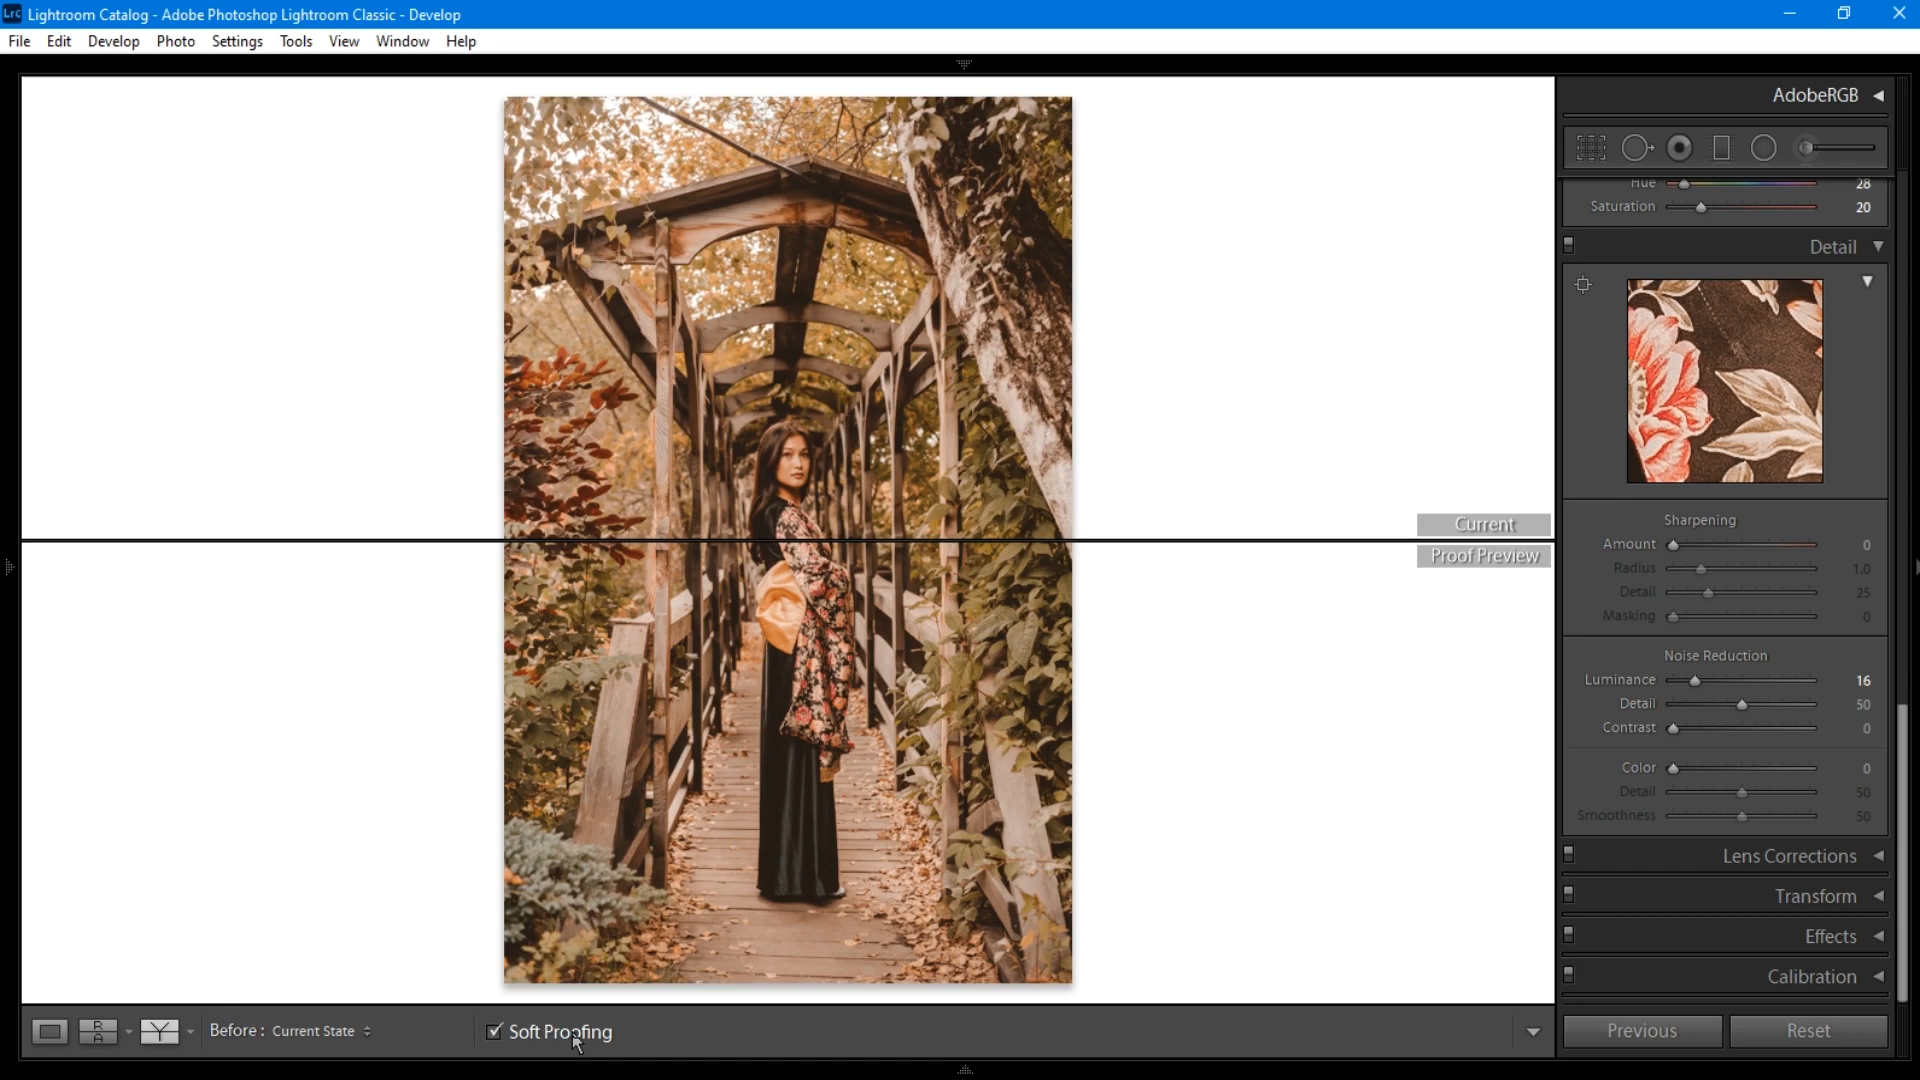 Lrc Lightroom Catalog - Adobe Photoshop Lightroom Classic - Develop
File Edit Develop Photo Settings Tools View Window Help
AdobeRGB
Hue 28
Saturation 20
Detail
Current
Proof Preview
Sharpening
Amount 0
Radius 1.0
Detail 25
Masking 0
Noise Reduction
Luminance 16
Detail 50
Contrast 0
Color 0
Detail 50
Smoothness 50
Lens Corrections
Transform
Effects
Calibration
R A Y Before : Current State Soft Proofing
Previous Reset